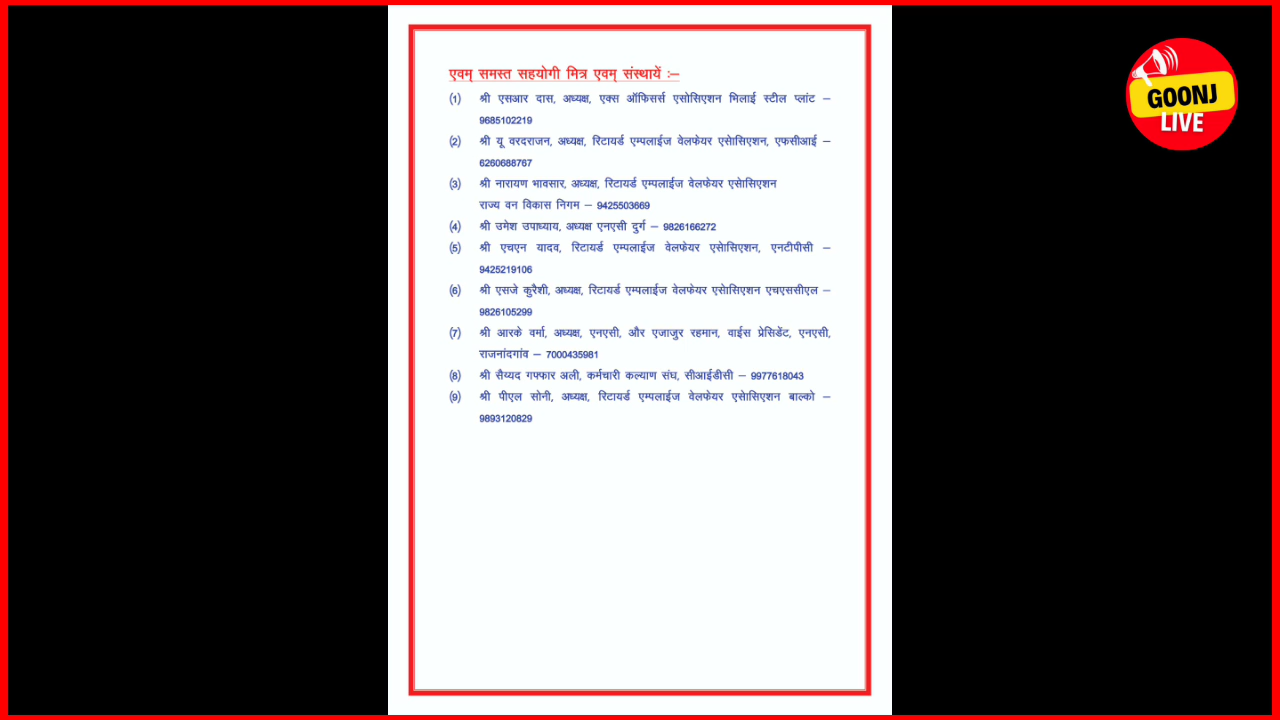 एवम् समस्त सहयोगी मित्र एवम् संस्थायें :–
(1) श्री एसआर दास, अध्यक्ष, एक्स ऑफिसर्स एसोसिएशन भिलाई स्टील प्लांट –
9685102219
(2) श्री यू वरदराजन, अध्यक्ष, रिटायर्ड एम्पलाईज वेलफेयर एसोसिएशन, एफसीआई –
6260688767
(3) श्री नारायण भावसार, अध्यक्ष, रिटायर्ड एम्पलाईज वेलफेयर एसोसिएशन
राज्य वन विकास निगम – 9425503669
(4) श्री उमेश उपाध्याय, अध्यक्ष एनएसी दुर्ग – 9826166272
(5) श्री एचएन यादव, रिटायर्ड एम्पलाईज वेलफेयर एसोसिएशन, एनटीपीसी –
9425219106
(6) श्री एसजे कुरैशी, अध्यक्ष, रिटायर्ड एम्पलाईज वेलफेयर एसोसिएशन एचएससीएल –
9826105299
(7) श्री आरके वर्मा, अध्यक्ष, एनएसी, और एजाजुर रहमान, वाईस प्रेसिडेंट, एनएसी,
राजनांदगांव – 7000435981
(8) श्री सैय्यद गफ्फार अली, कर्मचारी कल्याण संघ, सीआईडीसी – 9977618043
(9) श्री पीएल सोनी, अध्यक्ष, रिटायर्ड एम्पलाईज वेलफेयर एसोसिएशन बाल्को –
9893120829
GOONJ
LIVE